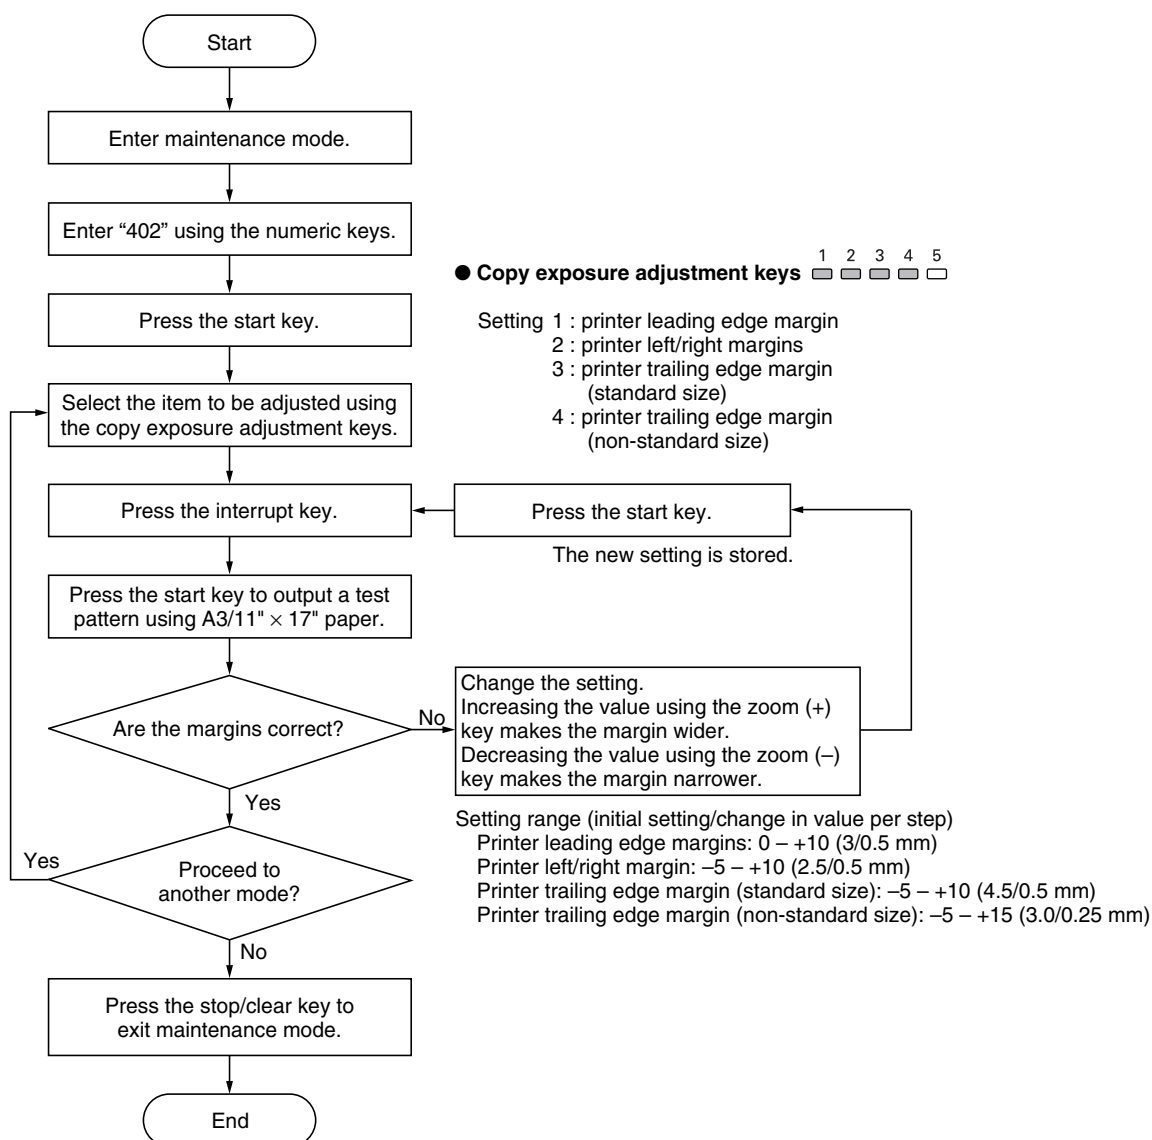 Start
Enter maintenance mode.
Enter “402” using the numeric keys.
Press the start key.
Select the item to be adjusted using
the copy exposure adjustment keys.
● Copy exposure adjustment keys 1 2 3 4 5
Setting 1 : printer leading edge margin
2 : printer left/right margins
3 : printer trailing edge margin
(standard size)
4 : printer trailing edge margin
(non-standard size)
Press the interrupt key.
Press the start key.
The new setting is stored.
Press the start key to output a test
pattern using A3/11" × 17" paper.
Are the margins correct?
No
Change the setting.
Increasing the value using the zoom (+)
key makes the margin wider.
Decreasing the value using the zoom (–)
key makes the margin narrower.
Yes
Setting range (initial setting/change in value per step)
Printer leading edge margins: 0 – +10 (3/0.5 mm)
Printer left/right margin: –5 – +10 (2.5/0.5 mm)
Printer trailing edge margin (standard size): –5 – +10 (4.5/0.5 mm)
Printer trailing edge margin (non-standard size): –5 – +15 (3.0/0.25 mm)
Yes
Proceed to
another mode?
No
Press the stop/clear key to
exit maintenance mode.
End